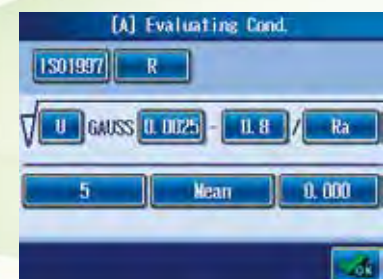 [A] Evaluating Cond.
ISO1997 R
U GAUSS 0.0025 - 0.8 / Ra
5 Mean 0.000
OK